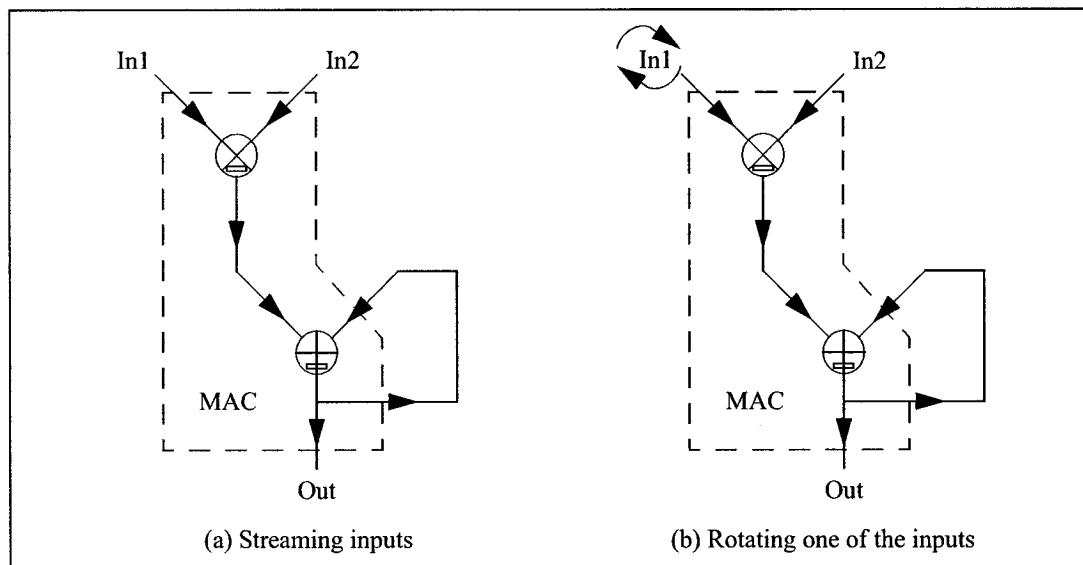 In1
In2
MAC
Out
(a) Streaming inputs
In1
In2
MAC
Out
(b) Rotating one of the inputs